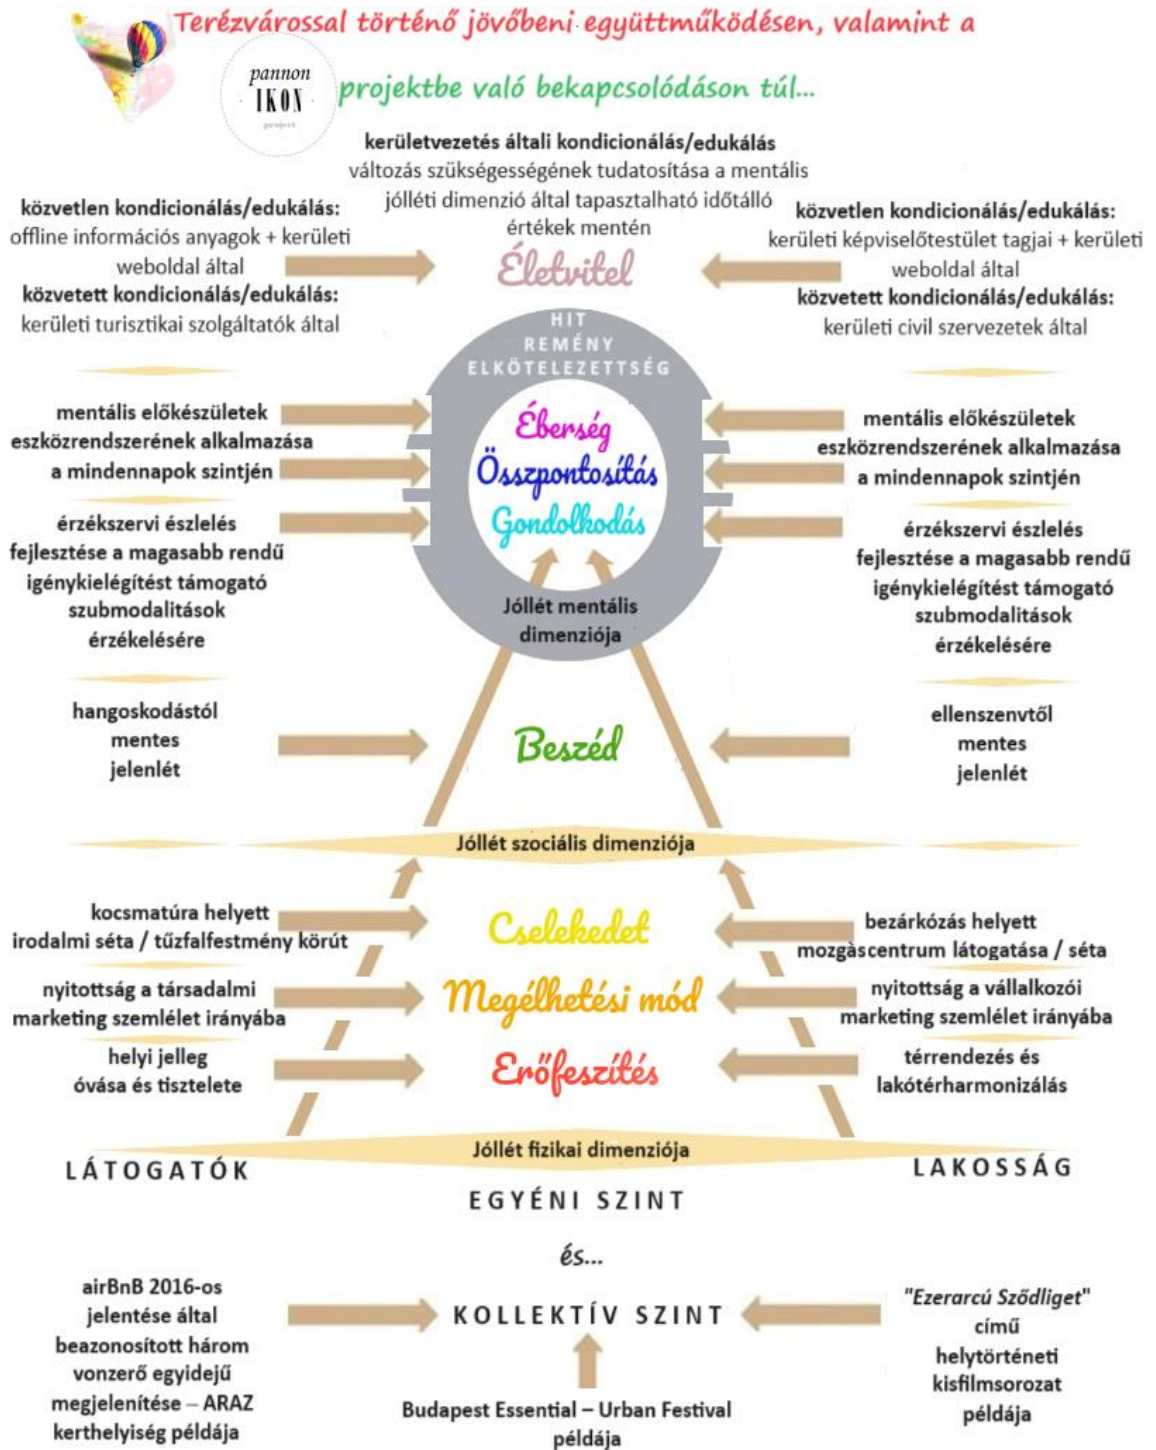 Terézvárossal történő jövőbeni együttműködésen, valamint a
pannon
IKON
project
projektbe való bekapcsolódáson túl...
kerületvezetés általi kondicionálás/edukálás
változás szükségességének tudatosítása a mentális
jólléti dimenzió által tapasztalható időtálló
értékek mentén
közvetlen kondicionálás/edukálás:
offline információs anyagok + kerületi
weboldal által
közvetett kondicionálás/edukálás:
kerületi turisztikai szolgáltatók által
Életvitel
közvetlen kondicionálás/edukálás:
kerületi képviselőtestület tagjai + kerületi
weboldal által
közvetett kondicionálás/edukálás:
kerületi civil szervezetek által
HIT
REMÉNY
ELKÖTELEZETTSÉG
mentális előkészületek
eszközrendszerének alkalmazása
a mindennapok szintjén
Éberség
Összpontosítás
Gondolkodás
mentális előkészületek
eszközrendszerének alkalmazása
a mindennapok szintjén
érzékszervi észlelés
fejlesztése a magasabb rendű
igénykielégítést támogató
szubmodalitások
érzékelésére
Jóllét mentális
dimenziója
érzékszervi észlelés
fejlesztése a magasabb rendű
igénykielégítést támogató
szubmodalitások
érzékelésére
hangoskodástól
mentes
jelenlét
Beszéd
ellenszenvtől
mentes
jelenlét
Jóllét szociális dimenziója
kocsmatúra helyett
irodalmi séta / tűzfalfestmény körút
Cselekedet
bezárkózás helyett
mozgàscentrum látogatása / séta
nyitottság a társadalmi
marketing szemlélet irányába
Megélhetési mód
nyitottság a vállalkozói
marketing szemlélet irányába
helyi jelleg
óvása és tisztelete
Erőfeszítés
térrendezés és
lakótérharmonizálás
Jóllét fizikai dimenziója
LÁTOGATÓK
LAKOSSÁG
EGYÉNI SZINT
és...
airBnB 2016-os
jelentése által
beazonosított három
vonzerő egyidejű
megjelenítése – ARAZ
kerthelyiség példája
KOLLEKTÍV SZINT
"Ezerarcú Sződliget"
című
helytörténeti
kisfilmsorozat
példája
Budapest Essential – Urban Festival
példája